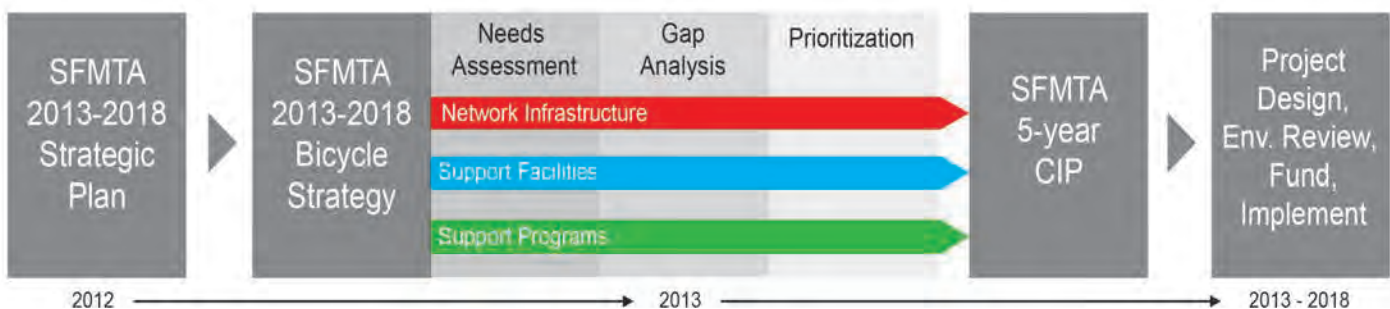 SFMTA
2013-2018
Strategic
Plan
SFMTA
2013-2018
Bicycle
Strategy
Needs
Assessment
Gap
Analysis
Prioritization
Network Infrastructure
Support Facilities
Support Programs
SFMTA
5-year
CIP
Project
Design,
Env. Review,
Fund,
Implement
2012
2013
2013 - 2018